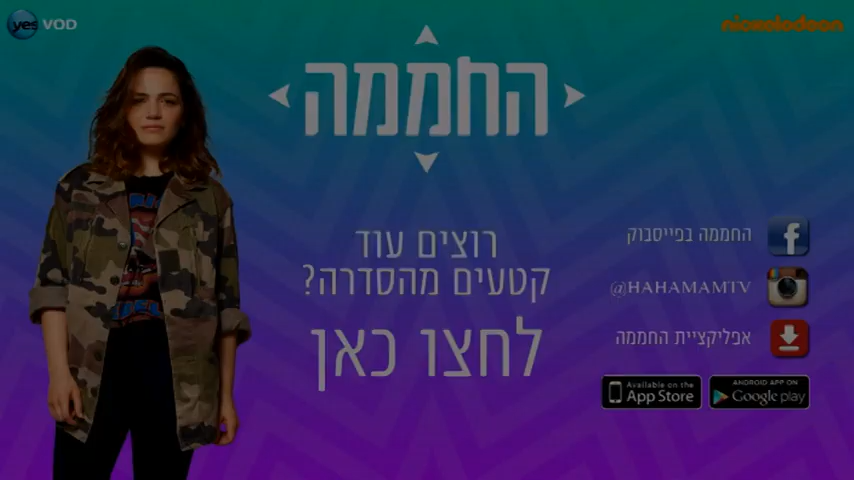 yes VOD
nickelodeon
החממה
רוצים עוד
קטעים מהסדרה?
לחצו כאן
החממה בפייסבוק
@HAHAMAMTV
אפליקציית החממה
Available on the
App Store
ANDROID APP ON
Google play